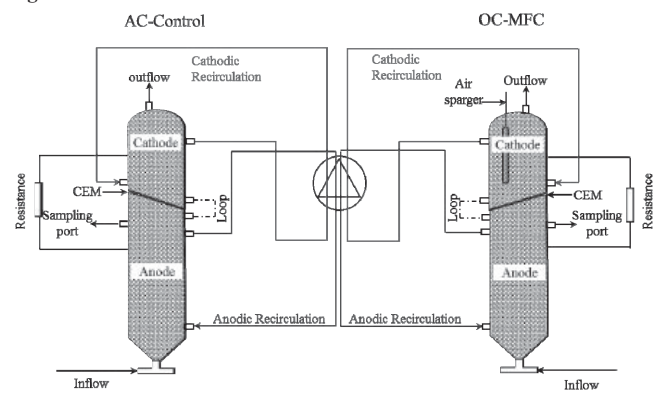 AC-Control
OC-MFC
Cathodic
Recirculation
outflow
Cathode
Resistance
CEM
Sampling
port
Loop
Anode
Anodic Recirculation
Inflow
Cathodic
Recirculation
Air
sparger
Outflow
Cathode
Loop
CEM
Sampling
port
Resistance
Anode
Anodic Recirculation
Inflow